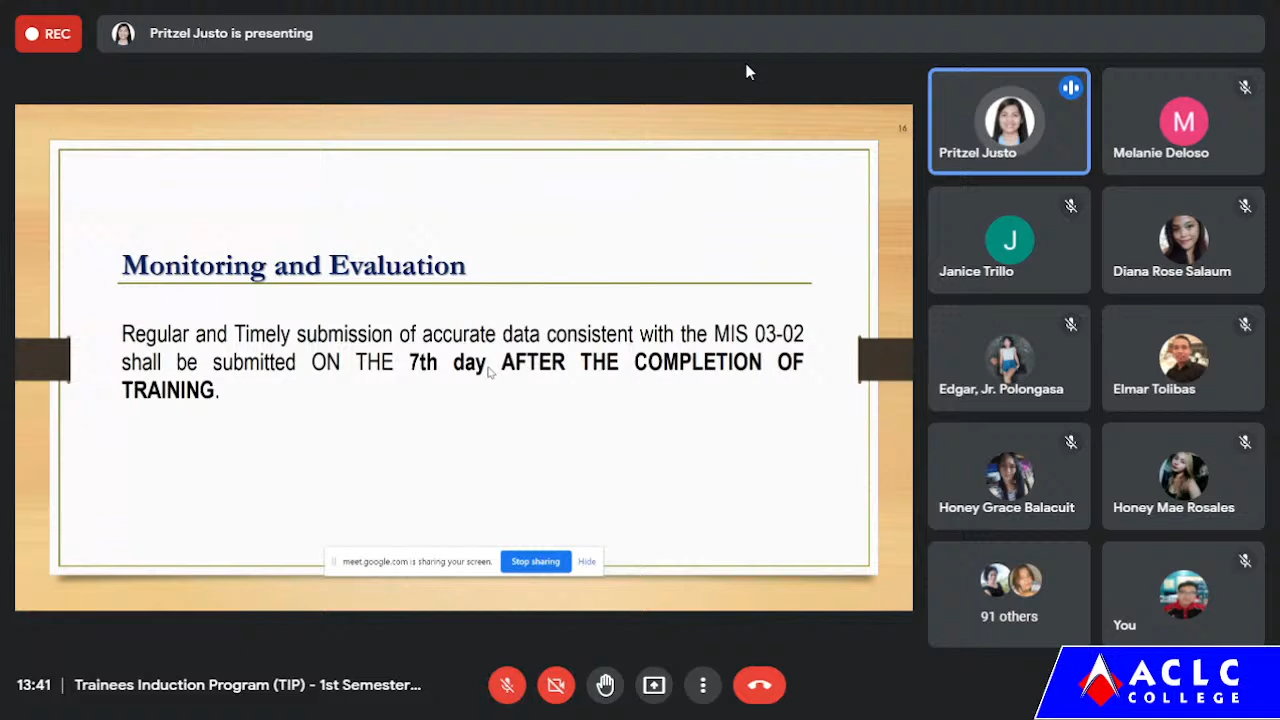 REC
Pritzel Justo is presenting
16
Monitoring and Evaluation
Regular and Timely submission of accurate data consistent with the MIS 03-02
shall be submitted ON THE 7th day AFTER THE COMPLETION OF
TRAINING.
meet.google.com is sharing your screen.
Stop sharing
Hide
Pritzel Justo
M
Melanie Deloso
J
Janice Trillo
Diana Rose Salaum
Edgar, Jr. Polongasa
Elmar Tolibas
Honey Grace Balacuit
Honey Mae Rosales
91 others
You
13:41 | Trainees Induction Program (TIP) - 1st Semester...
ACLC
COLLEGE